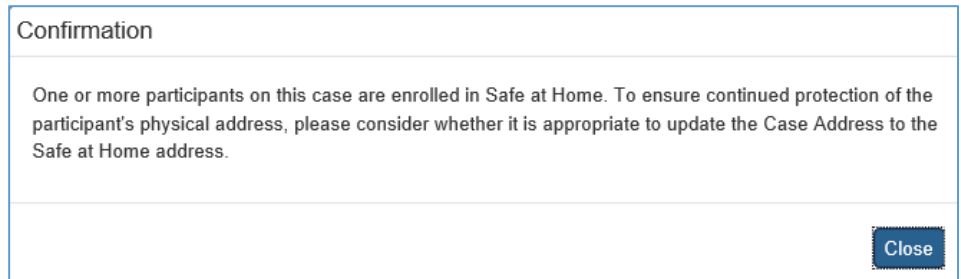 Confirmation
One or more participants on this case are enrolled in Safe at Home. To ensure continued protection of the
participant's physical address, please consider whether it is appropriate to update the Case Address to the
Safe at Home address.
Close